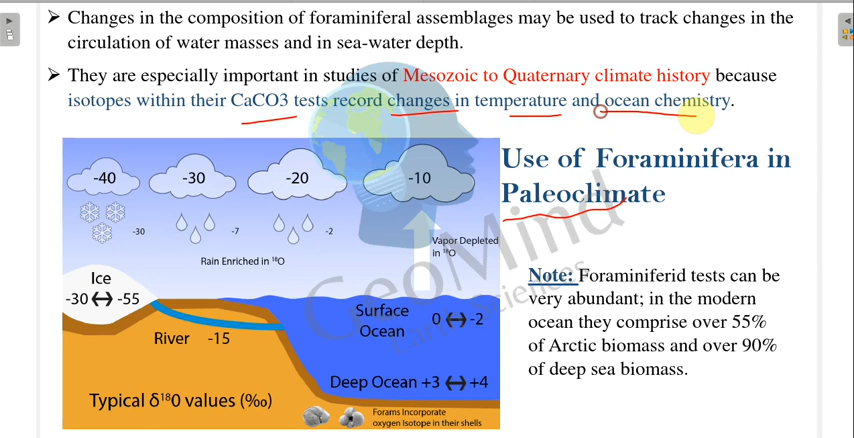 ➤ Changes in the composition of foraminiferal assemblages may be used to track changes in the
circulation of water masses and in sea-water depth.
➤ They are especially important in studies of Mesozoic to Quaternary climate history because
isotopes within their CaCO3 tests record changes in temperature and ocean chemistry.
Use of Foraminifera in
Paleoclimate
-40
-30
-20
-10
-30
-7
-2
Rain Enriched in ¹⁸O
Vapor Depleted
in ¹⁸O
Ice
-30 ↔ -55
River -15
Surface
Ocean
0 ↔ -2
Deep Ocean +3 ↔ +4
Typical δ¹⁸O values (‰)
Forams Incorporate
oxygen Isotope in their shells
Note: Foraminiferid tests can be
very abundant; in the modern
ocean they comprise over 55%
of Arctic biomass and over 90%
of deep sea biomass.
GeoMind
Earth Sciences